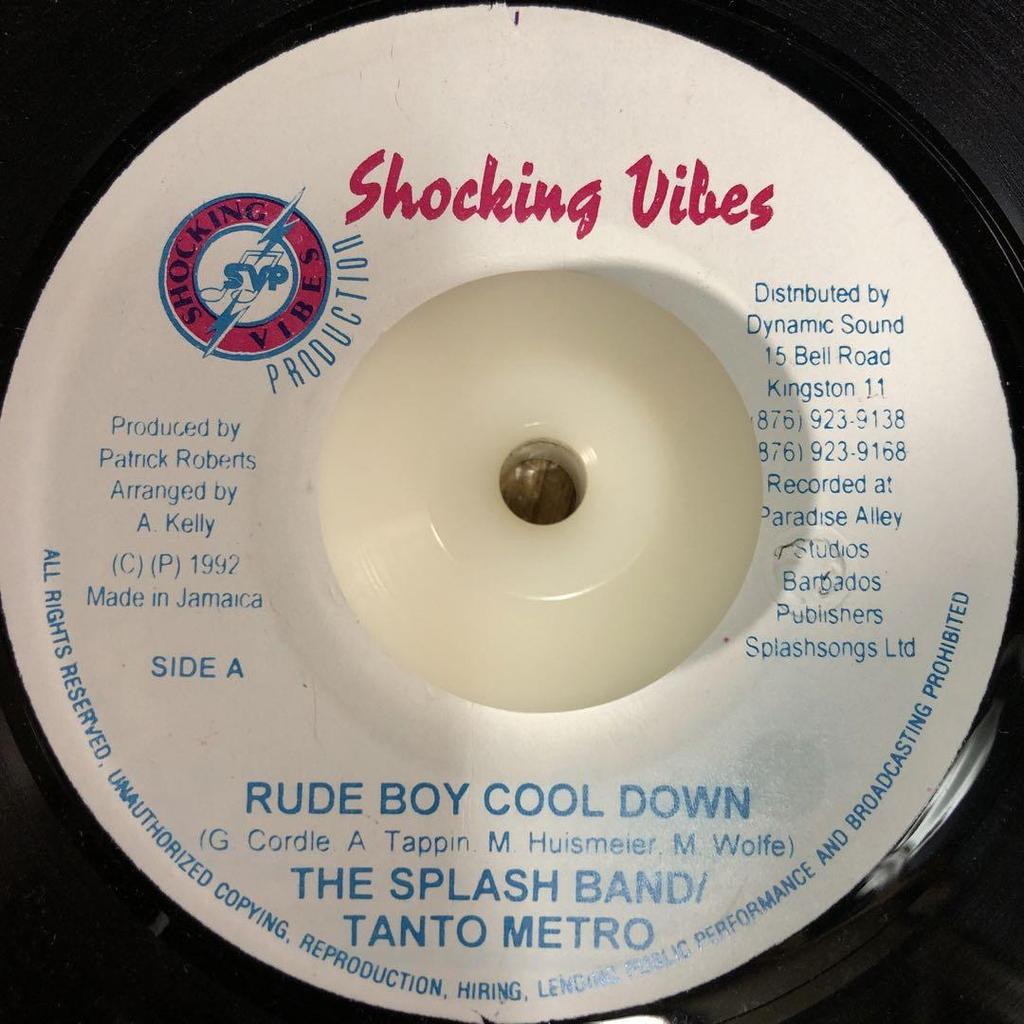 Shocking Vibes
SHOCKING VIBES
SVP
PRODUCTION
Produced by
Patrick Roberts
Arranged by
A. Kelly
(C) (P) 1992
Made in Jamaica
SIDE A
Distributed by
Dynamic Sound
15 Bell Road
Kingston 11
(876) 923-9138
876) 923-9168
Recorded at
Paradise Alley
Studios
Barbados
Publishers
Splashsongs Ltd
RUDE BOY COOL DOWN
(G. Cordle, A. Tappin, M. Huismeier, M. Wolfe)
THE SPLASH BAND/
TANTO METRO
ALL RIGHTS RESERVED, UNAUTHORIZED COPYING, REPRODUCTION, HIRING, LENDING PUBLIC PERFORMANCE AND BROADCASTING PROHIBITED